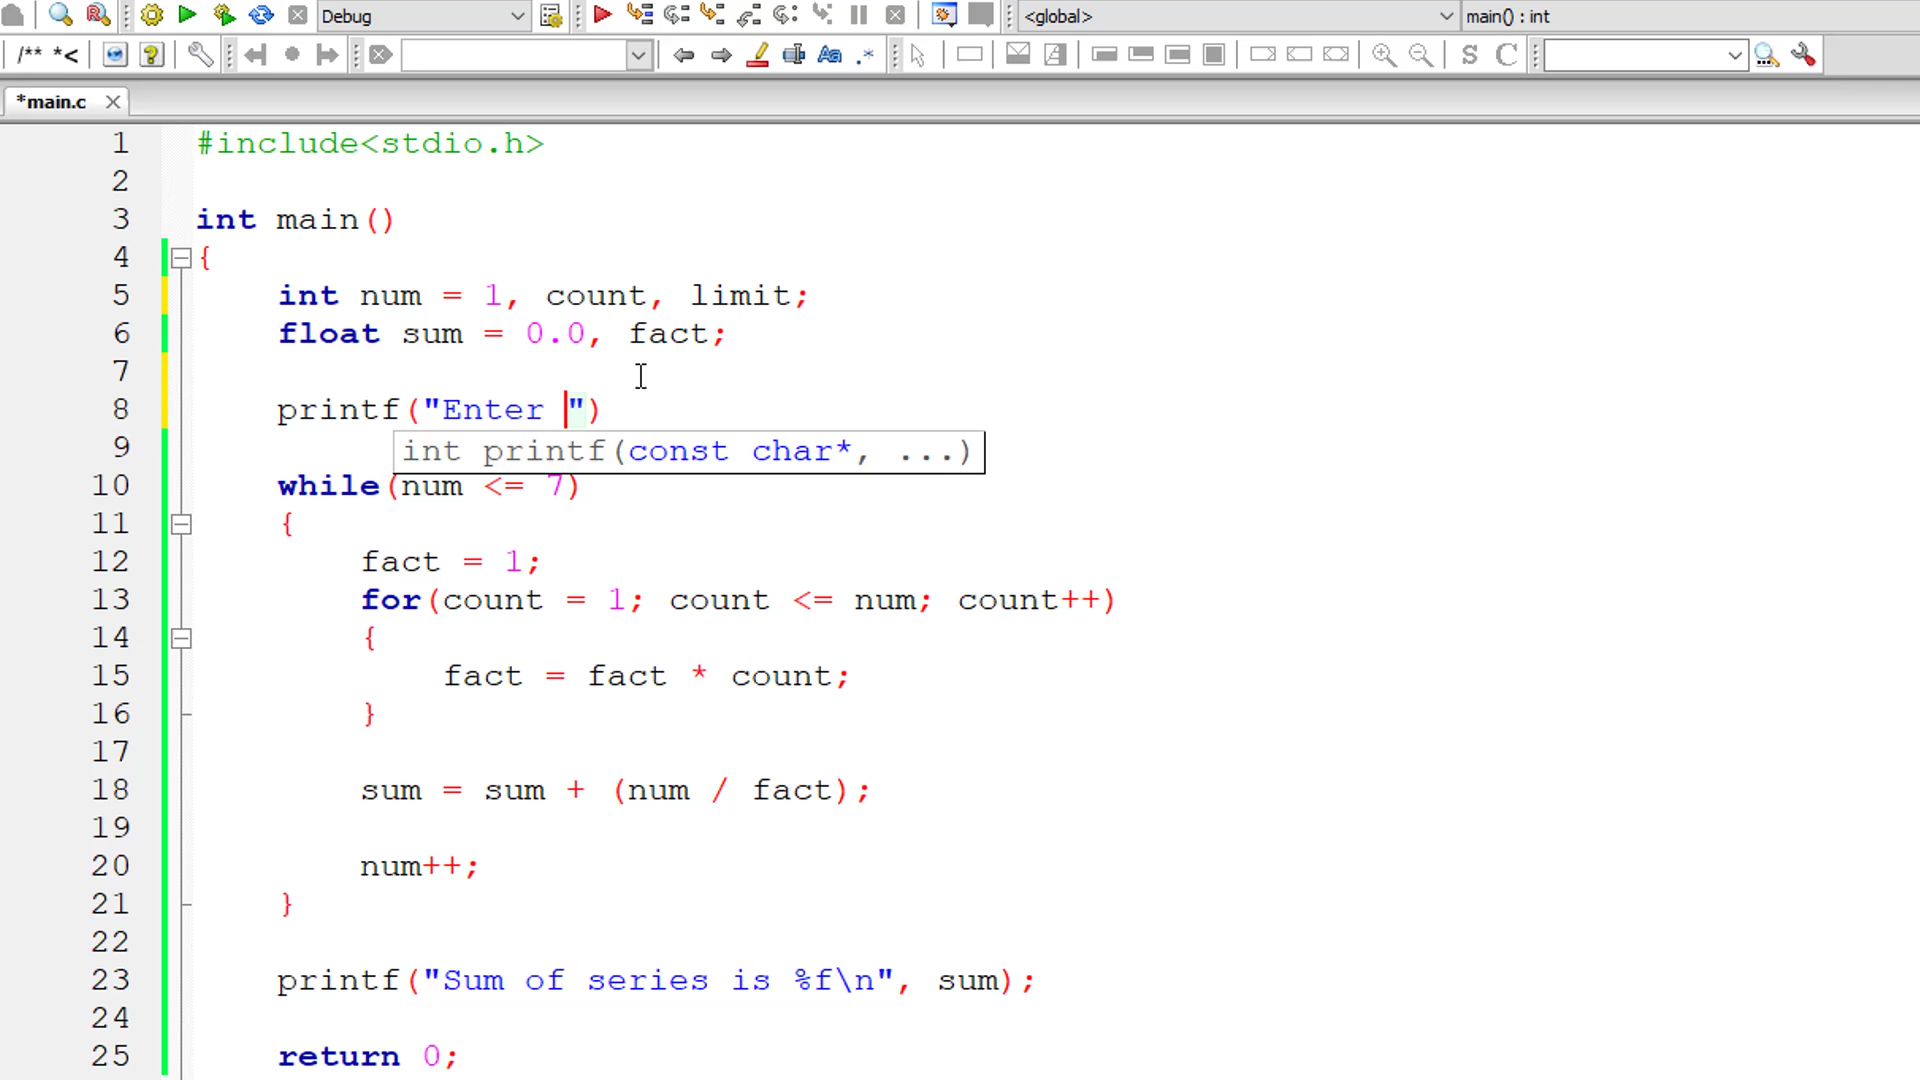 Debug
<global>
main() : int
/** *<
Aa .*
S C
*main.c
1 #include<stdio.h>
2
3 int main()
4 {
5 int num = 1, count, limit;
6 float sum = 0.0, fact;
7
8 printf("Enter ")
9 int printf(const char*, ...)
10 while(num <= 7)
11 {
12 fact = 1;
13 for(count = 1; count <= num; count++)
14 {
15 fact = fact * count;
16 }
17
18 sum = sum + (num / fact);
19
20 num++;
21 }
22
23 printf("Sum of series is %f\n", sum);
24
25 return 0;